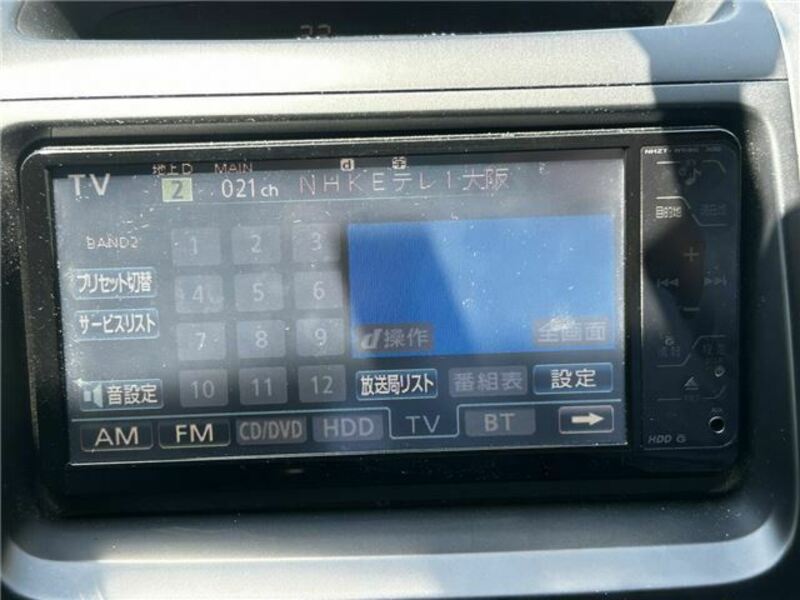 TV 地上D MAIN
2 021ch NHKEテレ1大阪
BAND2 1 2 3
プリセット切替 4 5 6
サービスリスト 7 8 9
d操作 全画面
音設定 10 11 12 放送局リスト 番組表 設定
AM FM CD/DVD HDD TV BT
目的地
HDD G